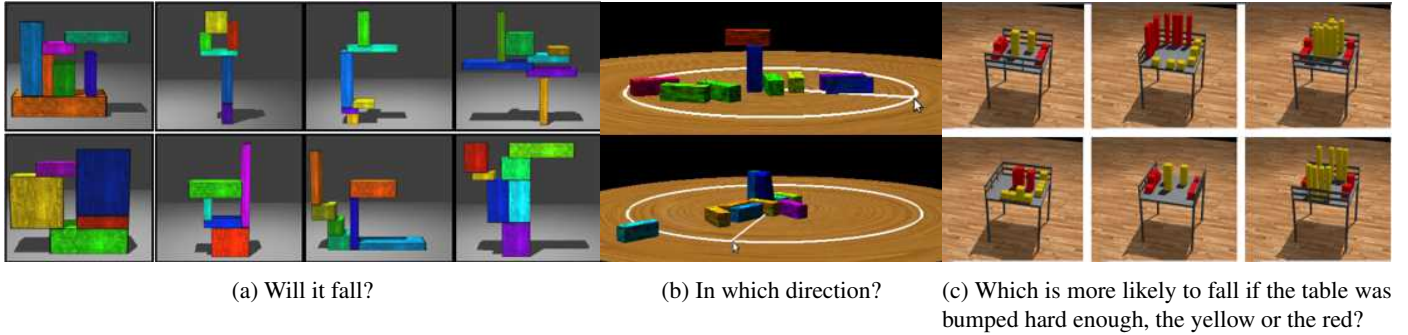 (a) Will it fall?
(b) In which direction?
(c) Which is more likely to fall if the table was
bumped hard enough, the yellow or the red?